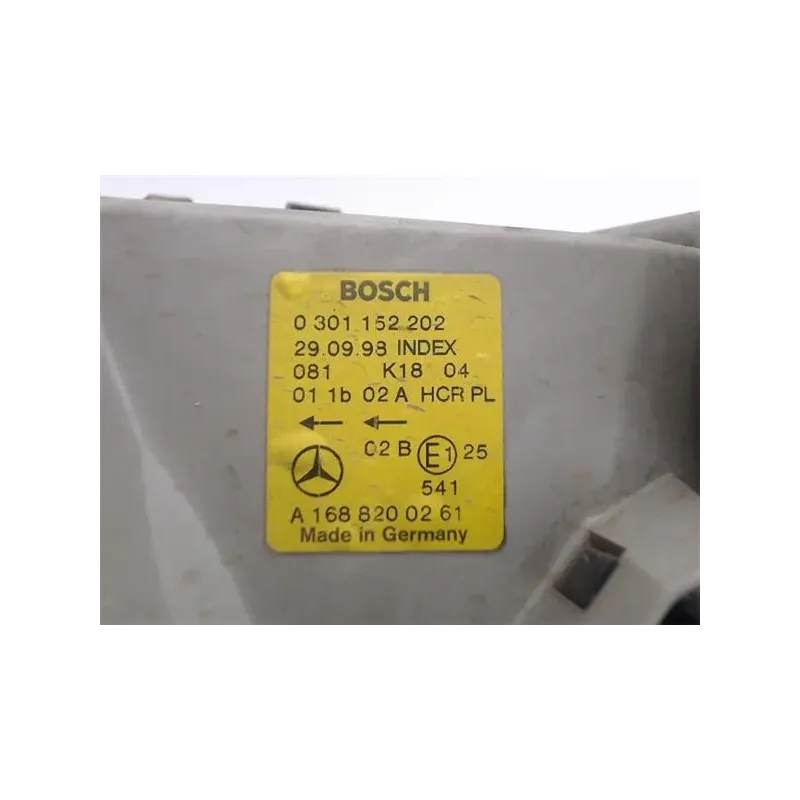 BOSCH
0 301 152 202
29.09.98 INDEX
081 K18 04
01 1b 02 A HCR PL
02 B E1 25
541
A 168 820 02 61
Made in Germany